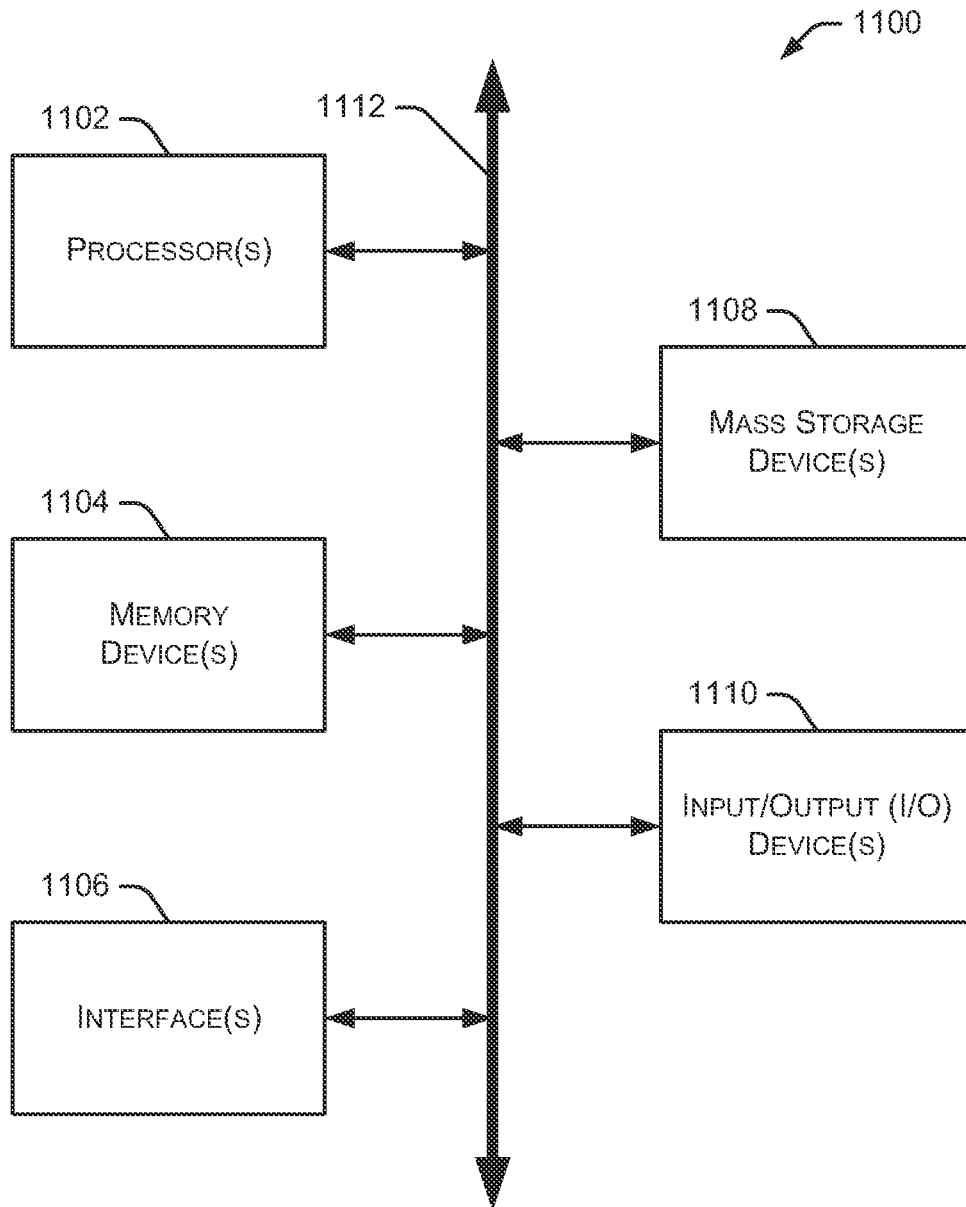 1100
1112
1102
PROCESSOR(S)
1108
MASS STORAGE
DEVICE(S)
1104
MEMORY
DEVICE(S)
1110
INPUT/OUTPUT (I/O)
DEVICE(S)
1106
INTERFACE(S)